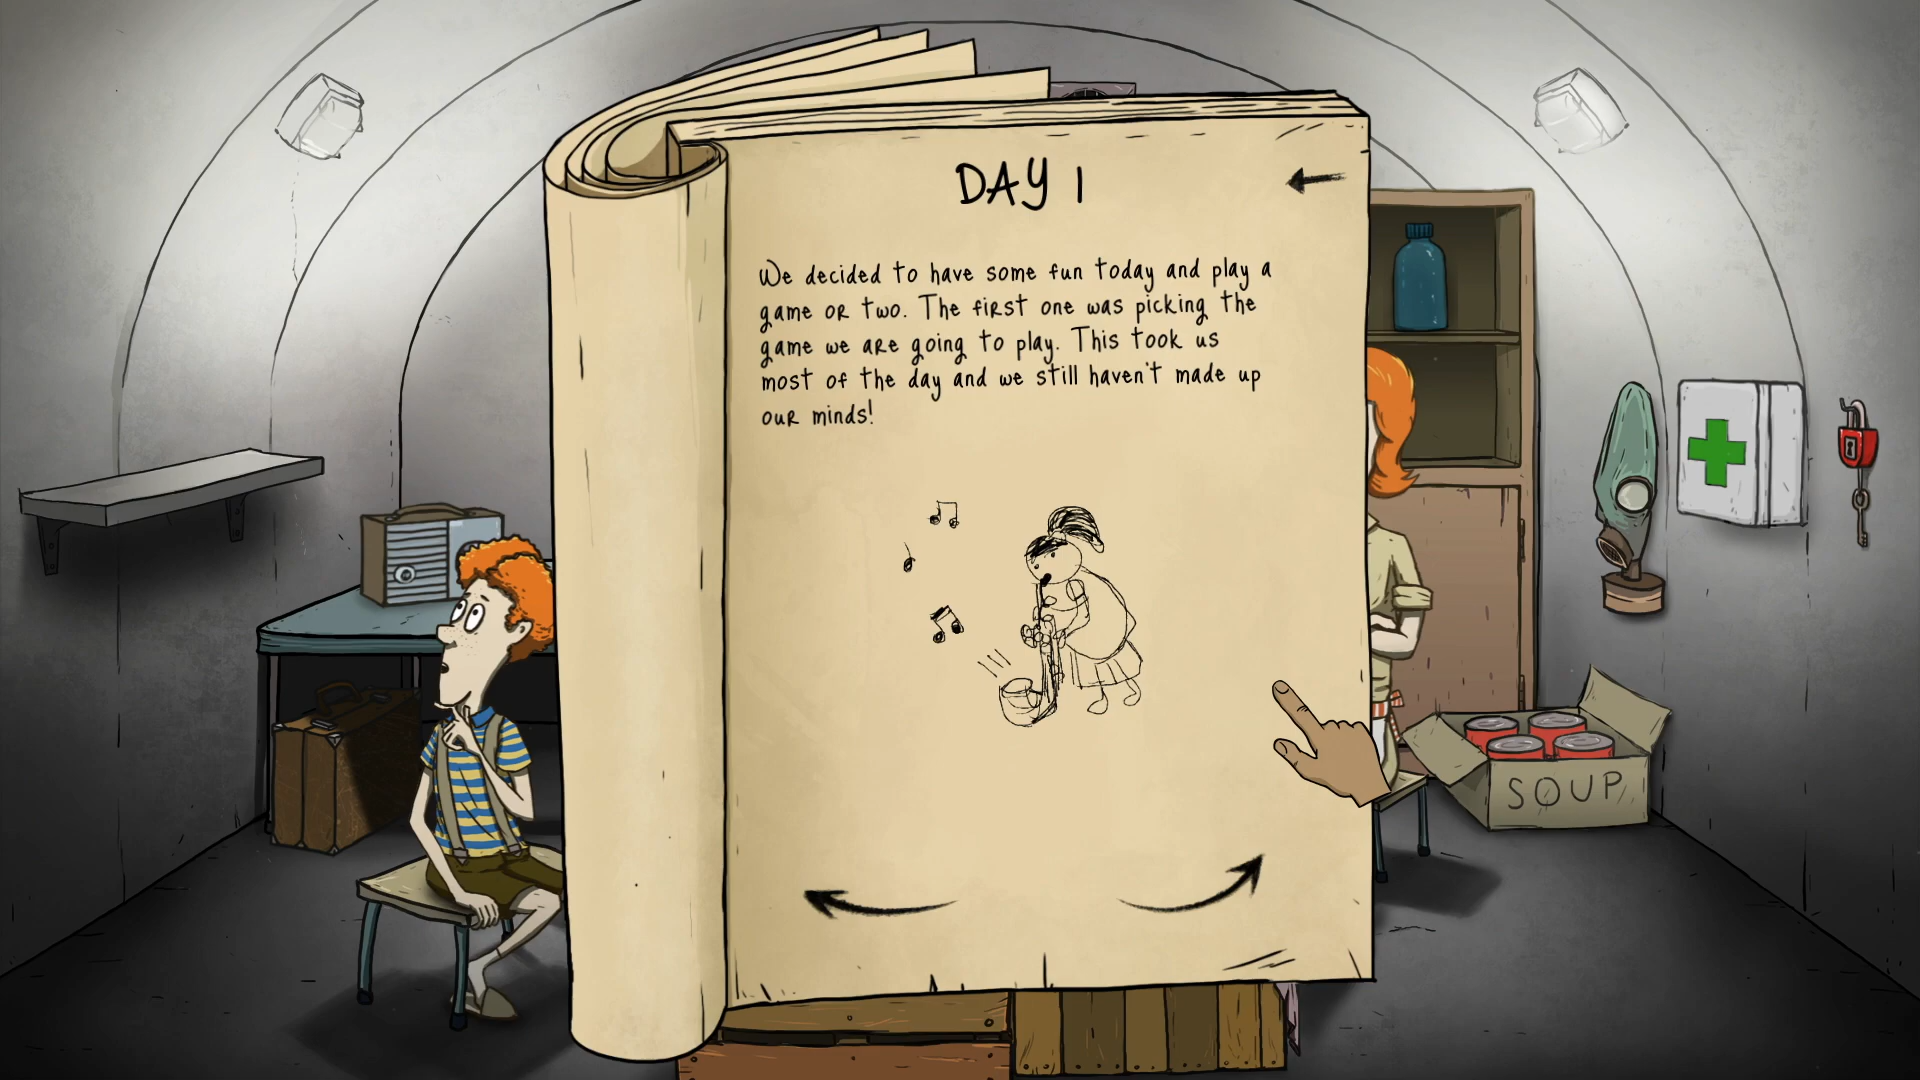 DAY 1
We decided to have some fun today and play a
game or two. The first one was picking the
game we are going to play. This took us
most of the day and we still haven't made up
our minds!
SOUP